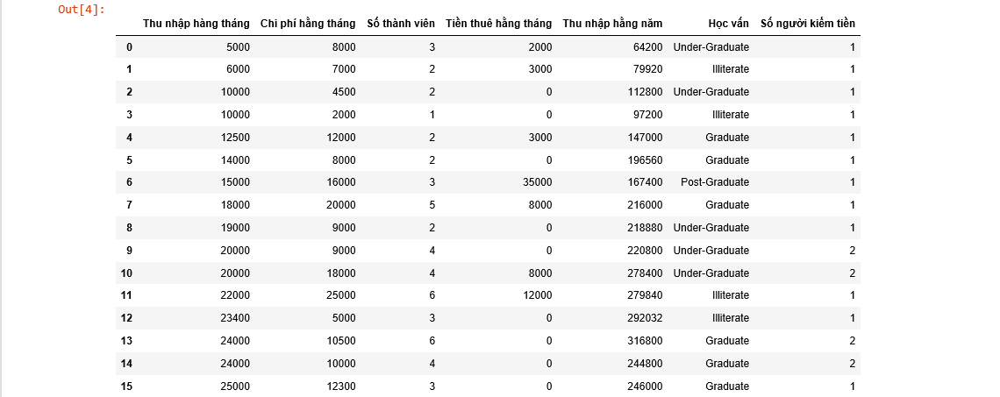 Out[4]:
Thu nhập hàng tháng Chi phí hằng tháng Số thành viên Tiền thuê hằng tháng Thu nhập hằng năm Học vấn Số người kiếm tiền
0 5000 8000 3 2000 64200 Under-Graduate 1
1 6000 7000 2 3000 79920 Illiterate 1
2 10000 4500 2 0 112800 Under-Graduate 1
3 10000 2000 1 0 97200 Illiterate 1
4 12500 12000 2 3000 147000 Graduate 1
5 14000 8000 2 0 196560 Graduate 1
6 15000 16000 3 35000 167400 Post-Graduate 1
7 18000 20000 5 8000 216000 Graduate 1
8 19000 9000 2 0 218880 Under-Graduate 1
9 20000 9000 4 0 220800 Under-Graduate 2
10 20000 18000 4 8000 278400 Under-Graduate 2
11 22000 25000 6 12000 279840 Illiterate 1
12 23400 5000 3 0 292032 Illiterate 1
13 24000 10500 6 0 316800 Graduate 2
14 24000 10000 4 0 244800 Graduate 2
15 25000 12300 3 0 246000 Graduate 1